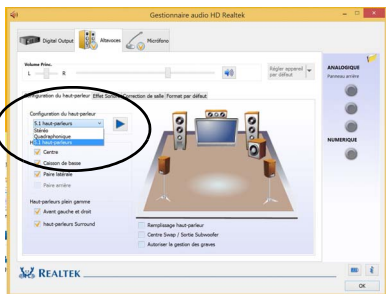 Gestionnaire audio HD Realtek
Digital Output
Altavoces
Micrófono
Volume Princ.
L
R
Régler appareil
par défaut
ANALOGIQUE
Panneau arrière
Configuration du haut-parleur
Effet Sonore
Correction de salle
Format par défaut
Configuration du haut-parleur
5.1 haut-parleurs
Stéréo
Quadraphonique
5.1 haut-parleurs
Centre
Caisson de basse
Paire latérale
Paire arrière
NUMERIQUE
Haut-parleurs plein gamme
Avant gauche et droit
haut-parleurs Surround
Remplissage haut-parleur
Centre Swap / Sortie Subwoofer
Autoriser la gestion des graves
REALTEK
OK